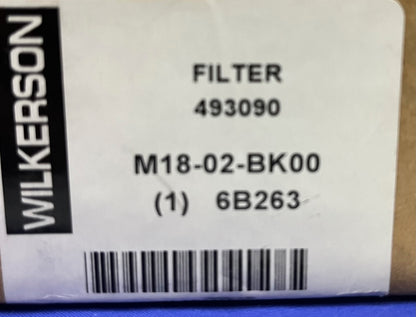 WILKERSON
FILTER
493090
M18-02-BK00
(1) 6B263